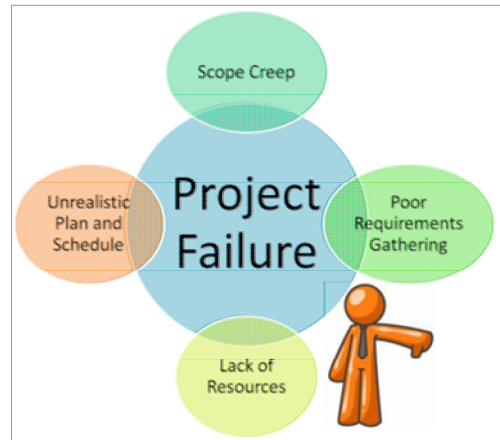 Scope Creep
Unrealistic
Plan and
Schedule
Project
Failure
Poor
Requirements
Gathering
Lack of
Resources